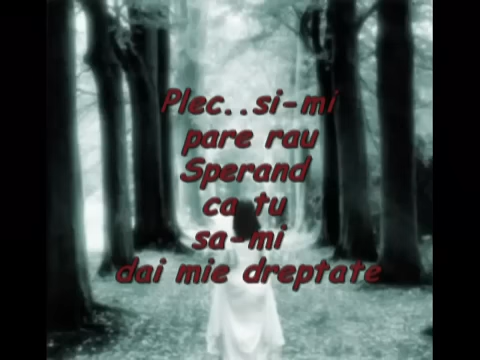 Plec..si-mi
pare rau
Sperand
ca tu
sa-mi
dai mie dreptate